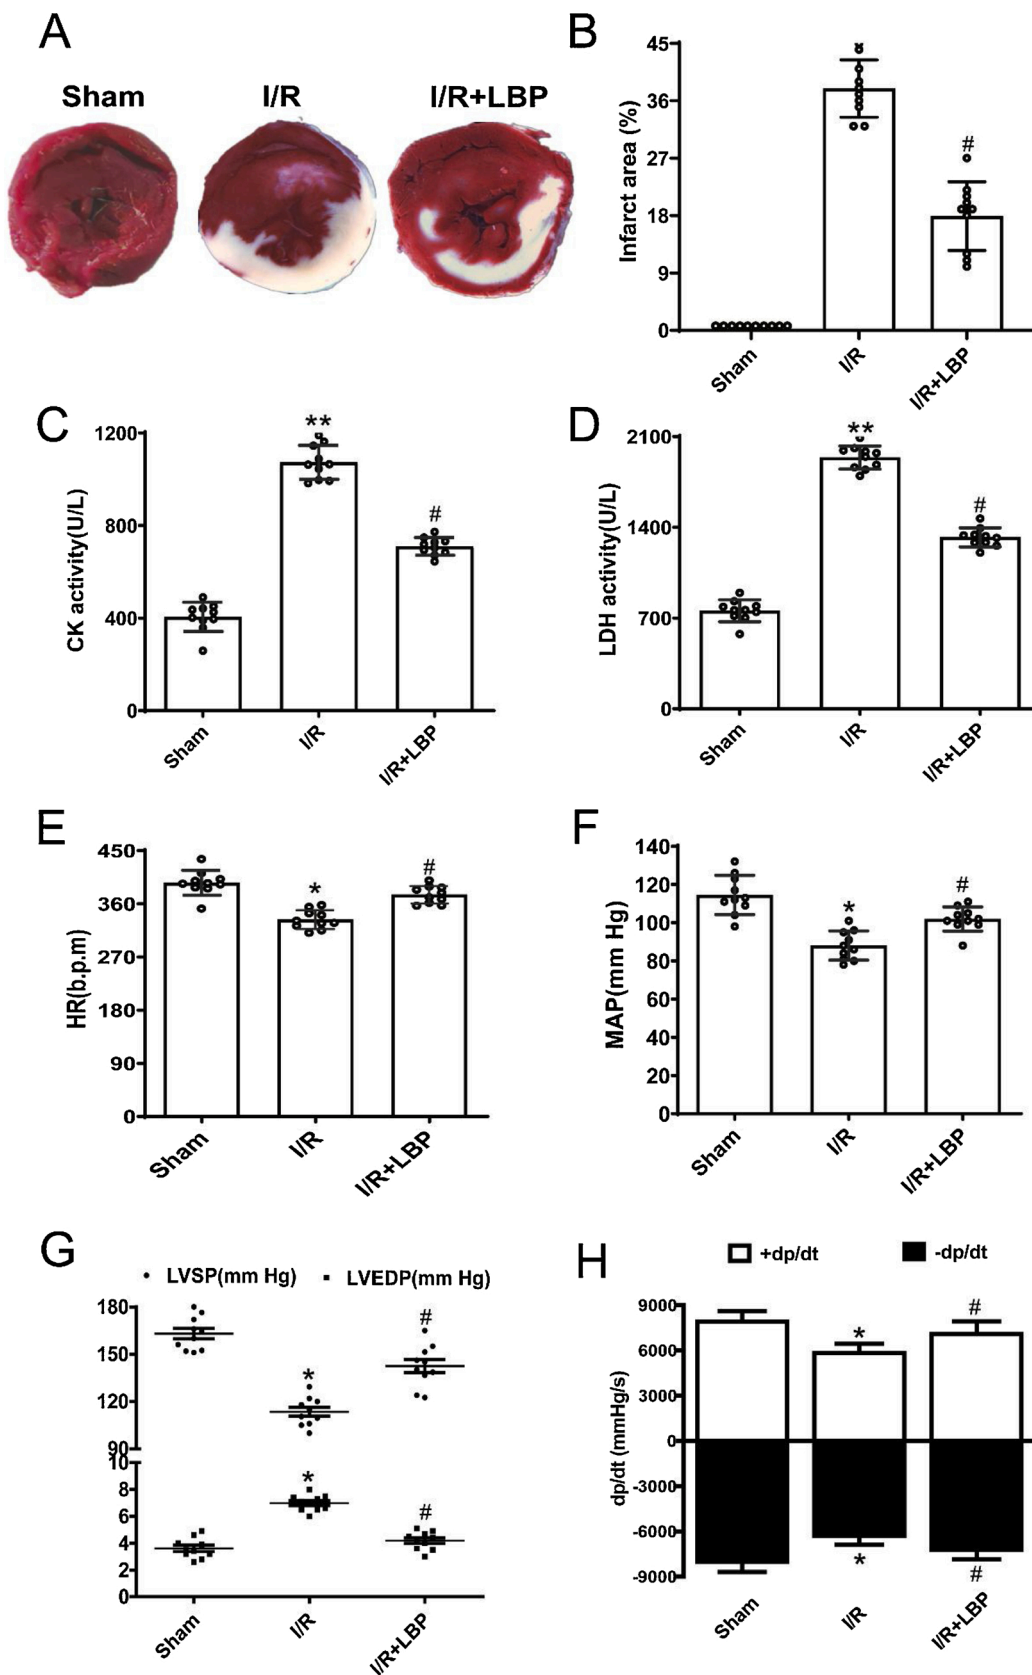 A
Sham
I/R
I/R+LBP
B
Infarct area (%)
45
36
27
18
9
0
#
Sham
I/R
I/R+LBP
C
CK activity(U/L)
1200
800
400
0
**
#
Sham
I/R
I/R+LBP
D
LDH activity(U/L)
2100
1400
700
0
**
#
Sham
I/R
I/R+LBP
E
HR(b.p.m)
450
360
270
180
90
0
*
#
Sham
I/R
I/R+LBP
F
MAP(mm Hg)
140
120
100
80
60
40
20
0
*
#
Sham
I/R
I/R+LBP
G
LVSP(mm Hg)
LVEDP(mm Hg)
180
150
120
90
10
8
6
4
2
0
*
#
*
#
Sham
I/R
I/R+LBP
H
+dp/dt
-dp/dt
dp/dt (mmHg/s)
9000
6000
3000
0
-3000
-6000
-9000
*
#
*
#
Sham
I/R
I/R+LBP